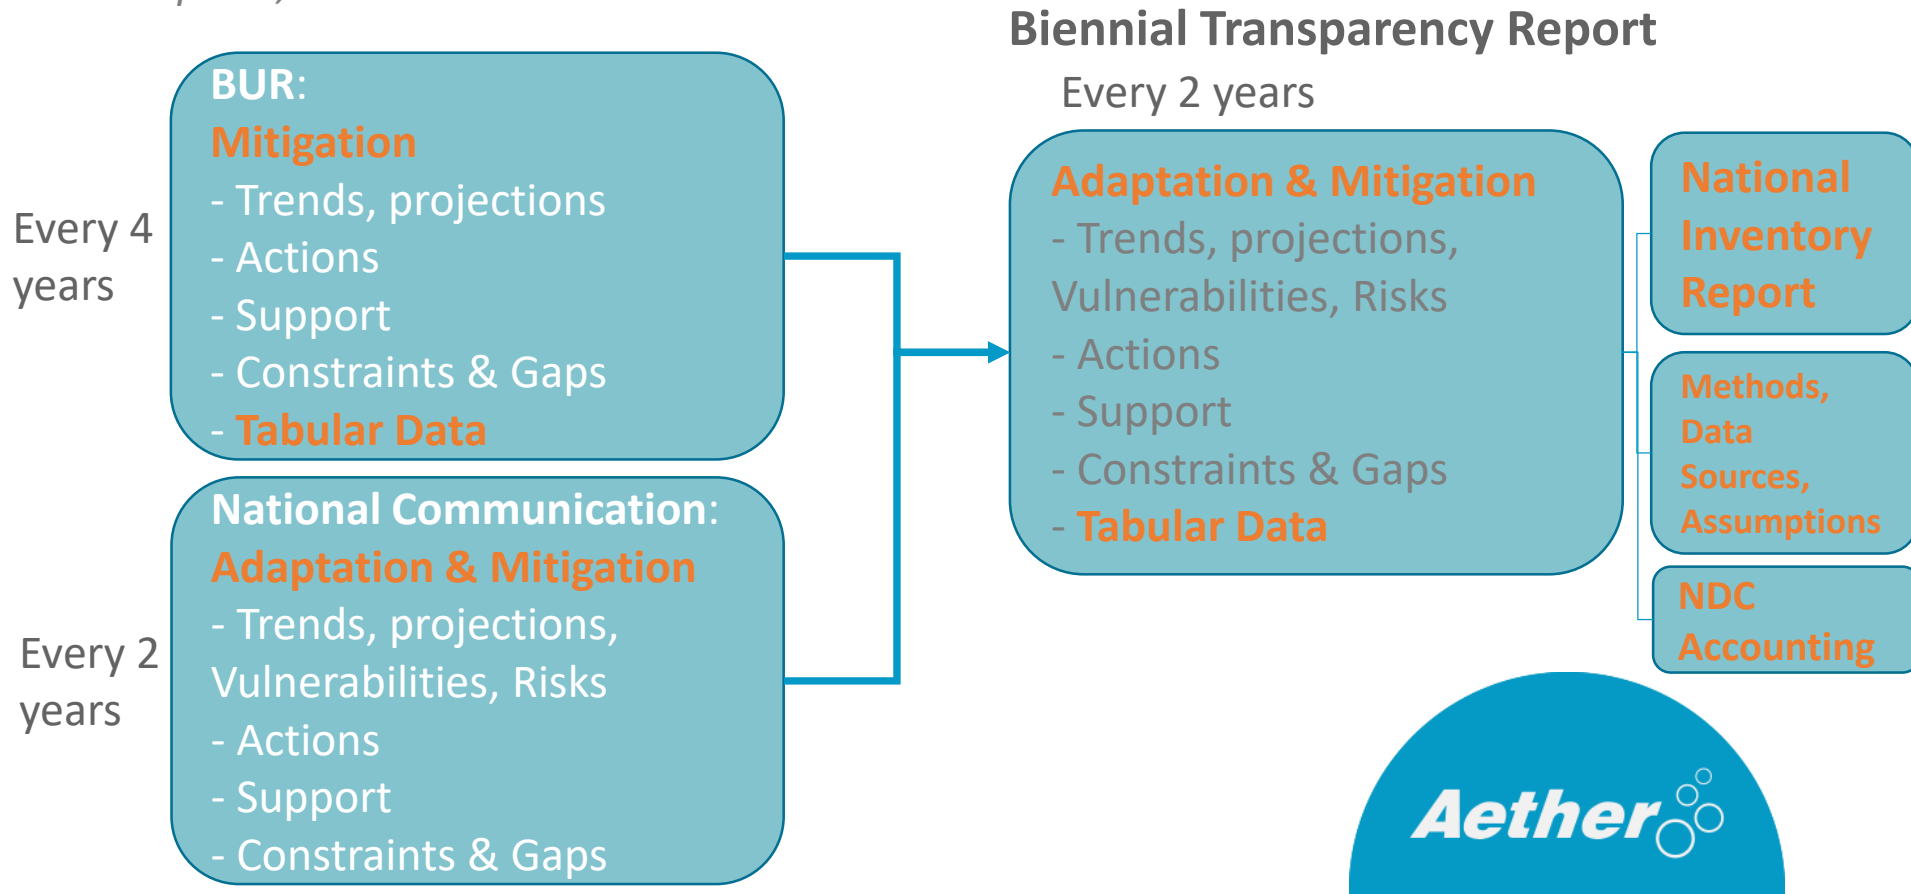 Every 4
years
BUR:
Mitigation
- Trends, projections
- Actions
- Support
- Constraints & Gaps
- Tabular Data
Every 2
years
National Communication:
Adaptation & Mitigation
- Trends, projections,
Vulnerabilities, Risks
- Actions
- Support
- Constraints & Gaps
Biennial Transparency Report
Every 2 years
Adaptation & Mitigation
- Trends, projections,
Vulnerabilities, Risks
- Actions
- Support
- Constraints & Gaps
- Tabular Data
National
Inventory
Report
Methods,
Data
Sources,
Assumptions
NDC
Accounting
Aether